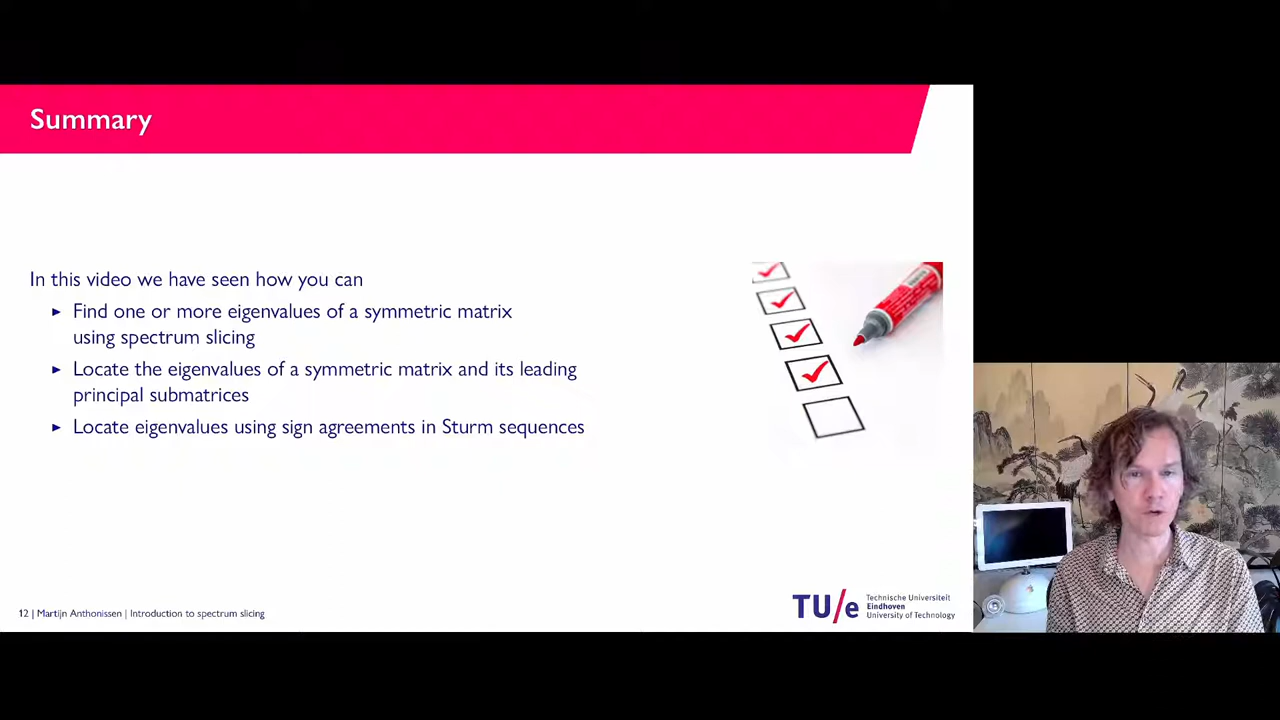 Summary
In this video we have seen how you can
▸ Find one or more eigenvalues of a symmetric matrix
using spectrum slicing
▸ Locate the eigenvalues of a symmetric matrix and its leading
principal submatrices
▸ Locate eigenvalues using sign agreements in Sturm sequences
12 | Martijn Anthonissen | Introduction to spectrum slicing
TU/e
Technische Universiteit
Eindhoven
University of Technology